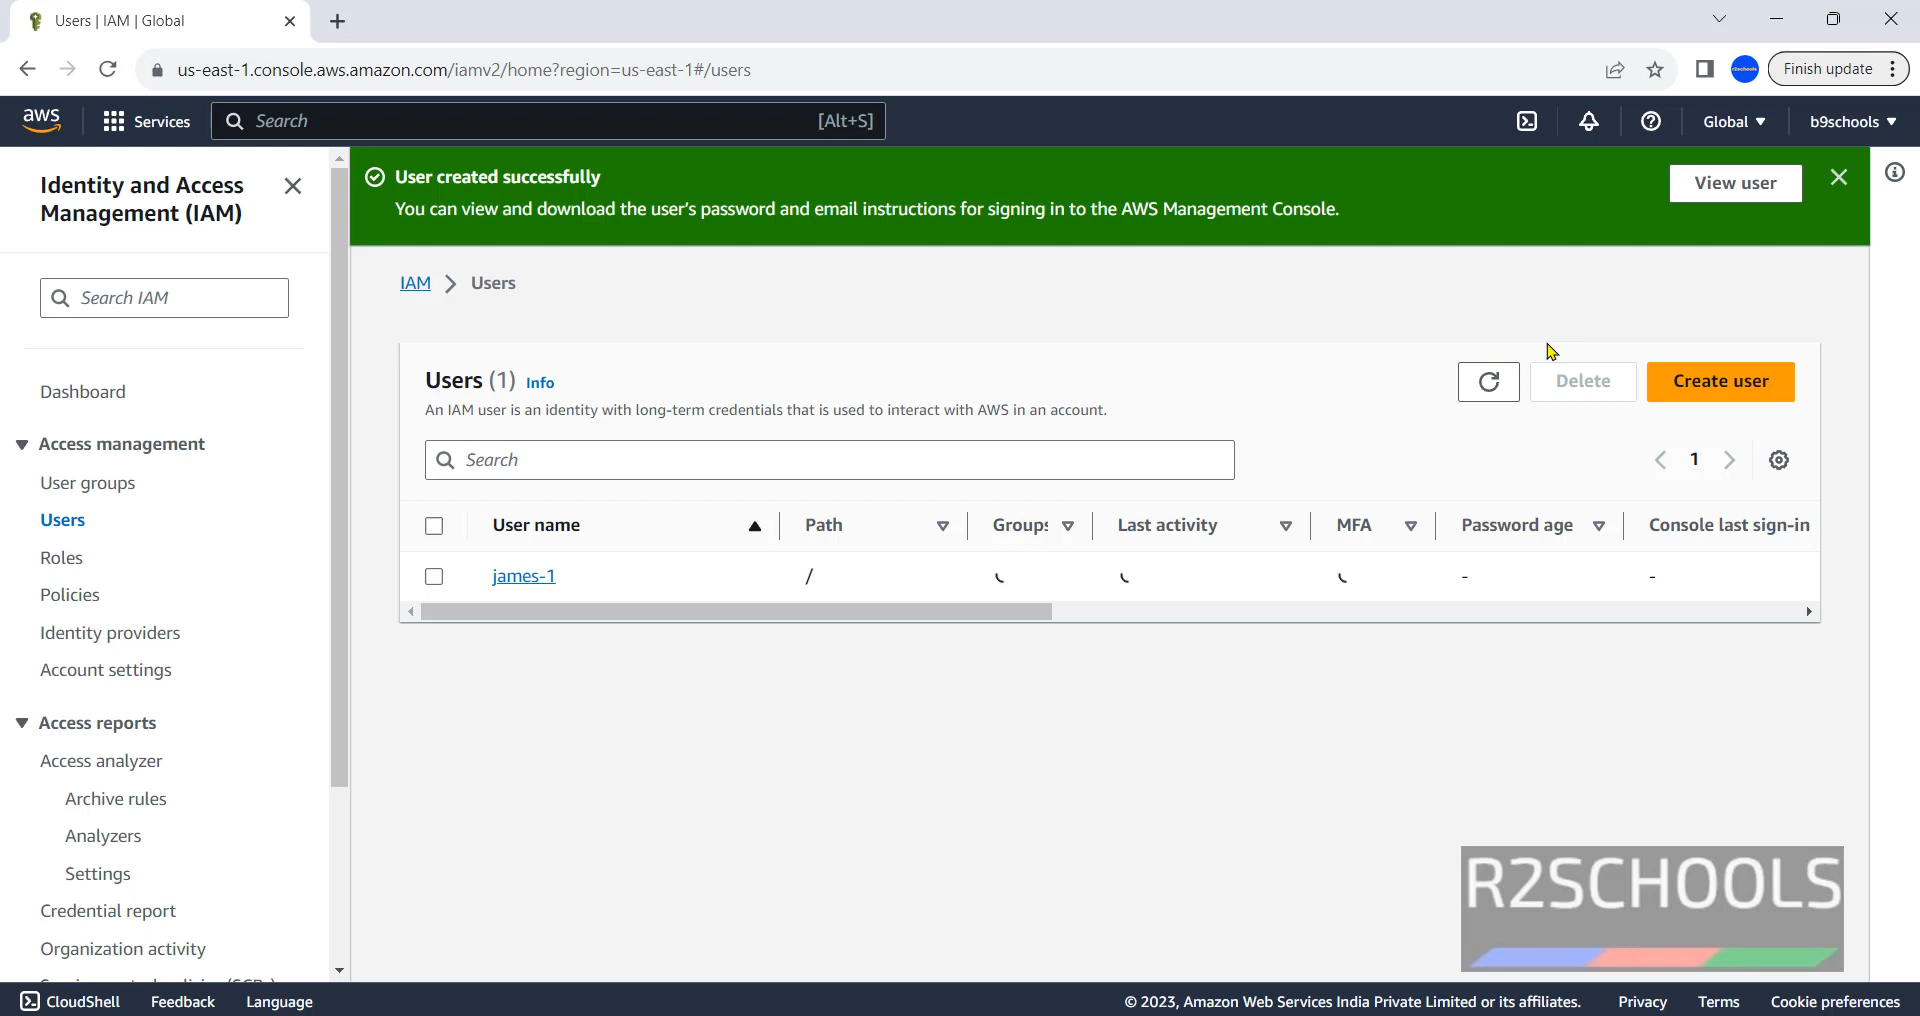 Users | IAM | Global
us-east-1.console.aws.amazon.com/iamv2/home?region=us-east-1#/users
r2schools
Finish update
aws
Services
Search
[Alt+S]
Global
b9schools
Identity and Access
Management (IAM)
Search IAM
Dashboard
Access management
User groups
Users
Roles
Policies
Identity providers
Account settings
Access reports
Access analyzer
Archive rules
Analyzers
Settings
Credential report
Organization activity
User created successfully
You can view and download the user's password and email instructions for signing in to the AWS Management Console.
View user
IAM > Users
Users (1) Info
An IAM user is an identity with long-term credentials that is used to interact with AWS in an account.
Delete
Create user
Search
1
User name
Path
Groups
Last activity
MFA
Password age
Console last sign-in
james-1
/
-
-
R2SCHOOLS
CloudShell
Feedback
Language
© 2023, Amazon Web Services India Private Limited or its affiliates.
Privacy
Terms
Cookie preferences